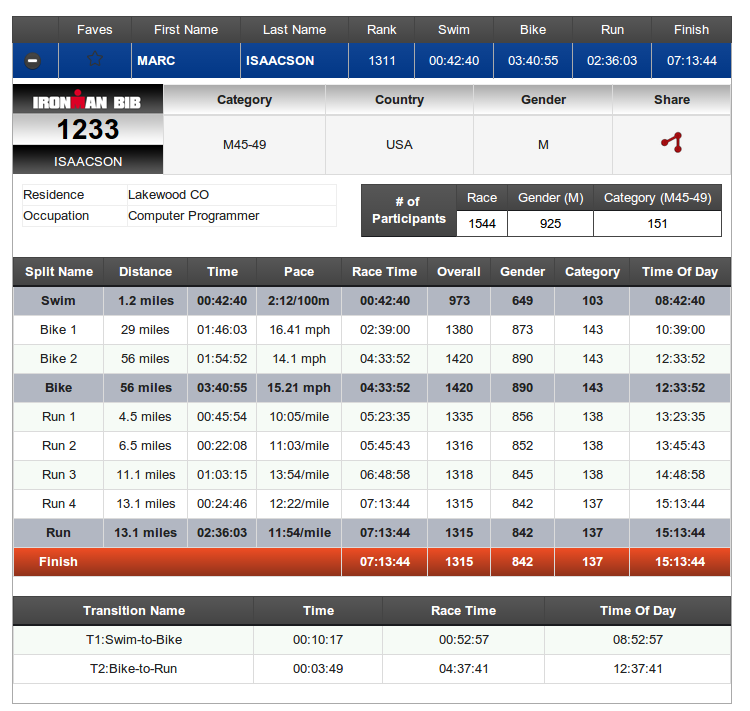 Faves First Name Last Name Rank Swim Bike Run Finish
MARC ISAACSON 1311 00:42:40 03:40:55 02:36:03 07:13:44
IRONMAN BIB Category Country Gender Share
1233
M45-49 USA M
ISAACSON
Residence Lakewood CO
Occupation Computer Programmer
# of Participants Race Gender (M) Category (M45-49)
1544 925 151
Split Name Distance Time Pace Race Time Overall Gender Category Time Of Day
Swim 1.2 miles 00:42:40 2:12/100m 00:42:40 973 649 103 08:42:40
Bike 1 29 miles 01:46:03 16.41 mph 02:39:00 1380 873 143 10:39:00
Bike 2 56 miles 01:54:52 14.1 mph 04:33:52 1420 890 143 12:33:52
Bike 56 miles 03:40:55 15.21 mph 04:33:52 1420 890 143 12:33:52
Run 1 4.5 miles 00:45:54 10:05/mile 05:23:35 1335 856 138 13:23:35
Run 2 6.5 miles 00:22:08 11:03/mile 05:45:43 1316 852 138 13:45:43
Run 3 11.1 miles 01:03:15 13:54/mile 06:48:58 1318 845 138 14:48:58
Run 4 13.1 miles 00:24:46 12:22/mile 07:13:44 1315 842 137 15:13:44
Run 13.1 miles 02:36:03 11:54/mile 07:13:44 1315 842 137 15:13:44
Finish 07:13:44 1315 842 137 15:13:44
Transition Name Time Race Time Time Of Day
T1:Swim-to-Bike 00:10:17 00:52:57 08:52:57
T2:Bike-to-Run 00:03:49 04:37:41 12:37:41